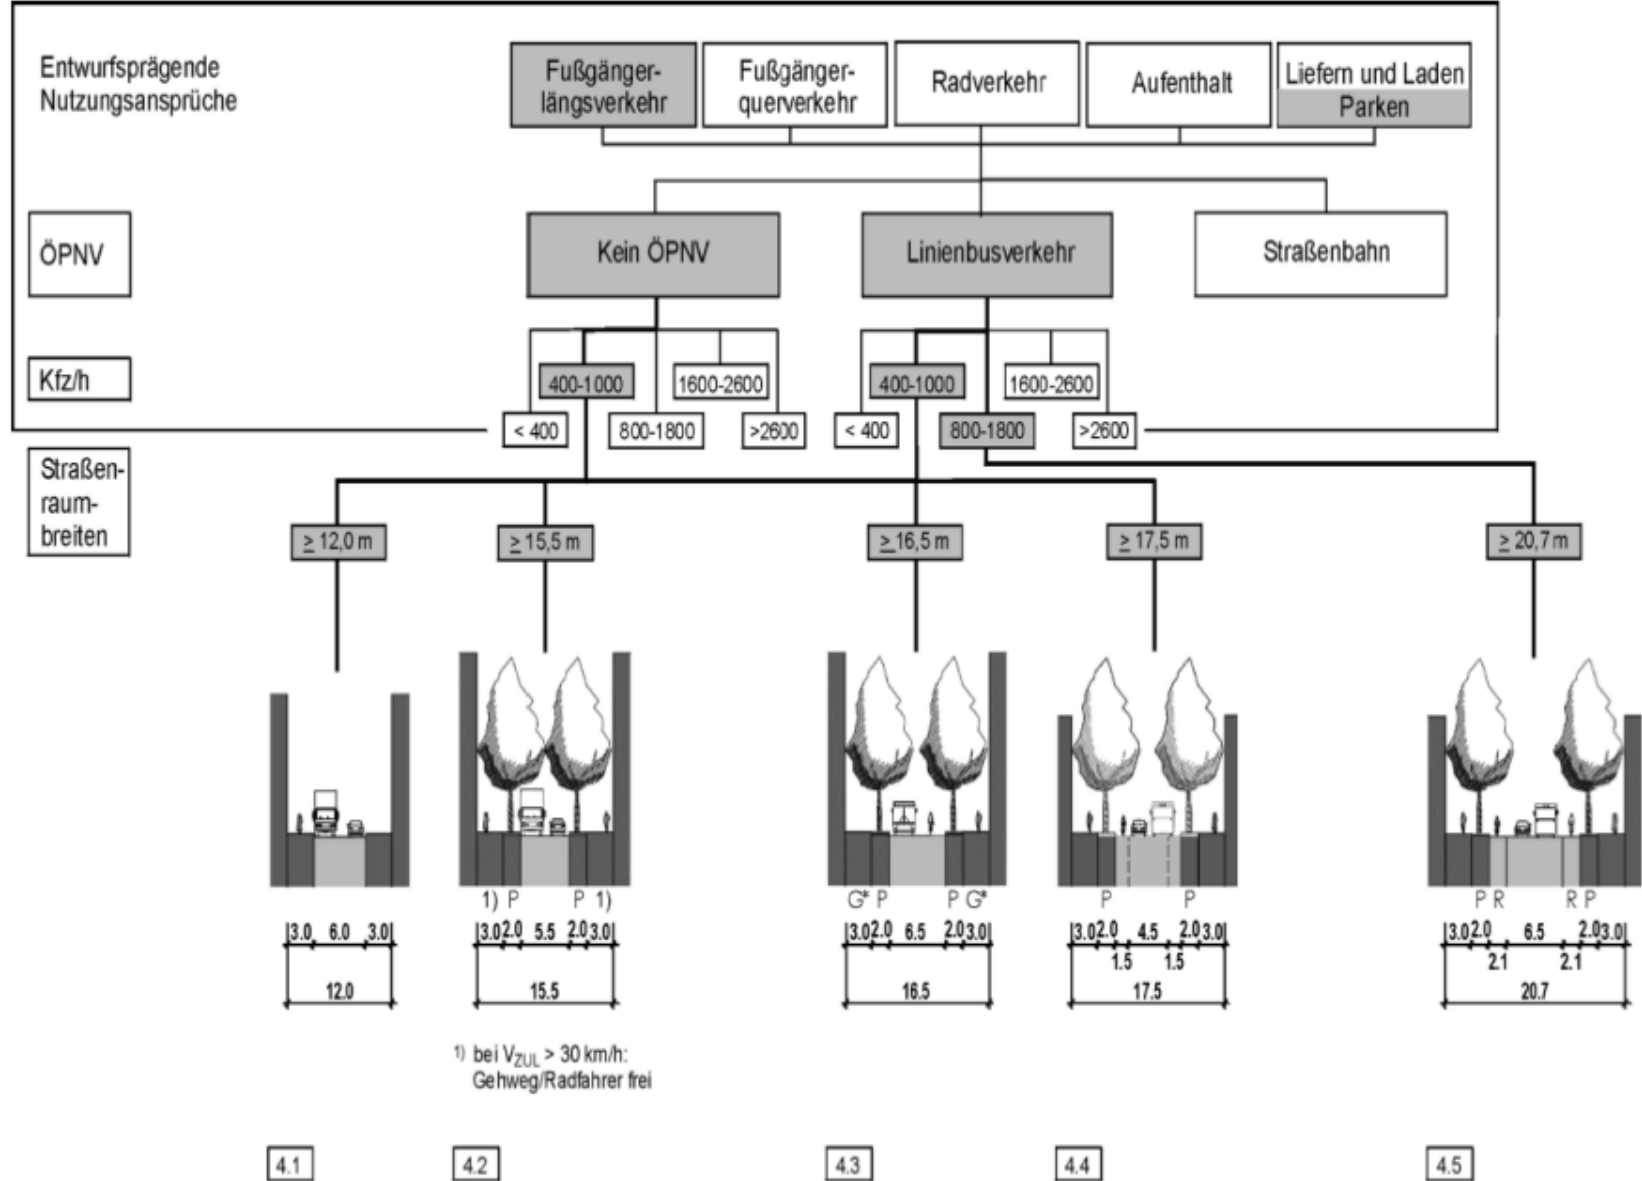 Entwurfsprägende
Nutzungsansprüche
Fußgänger-
längsverkehr
Fußgänger-
querverkehr
Radverkehr
Aufenthalt
Liefern und Laden
Parken
ÖPNV
Kein ÖPNV
Linienbusverkehr
Straßenbahn
Kfz/h
400-1000
1600-2600
400-1000
1600-2600
< 400
800-1800
>2600
< 400
800-1800
>2600
Straßen-
raum-
breiten
≥ 12,0 m
≥ 15,5 m
≥ 16,5 m
≥ 17,5 m
≥ 20,7 m
1) P P 1)
G* P P G*
P P
P R R P
3.0 6.0 3.0
12.0
3.0 2.0 5.5 2.0 3.0
15.5
3.0 2.0 6.5 2.0 3.0
16.5
3.0 2.0 4.5 2.0 3.0
1.5 1.5
17.5
3.0 2.0 6.5 2.0 3.0
2.1 2.1
20.7
1) bei VZUL > 30 km/h:
Gehweg/Radfahrer frei
4.1
4.2
4.3
4.4
4.5